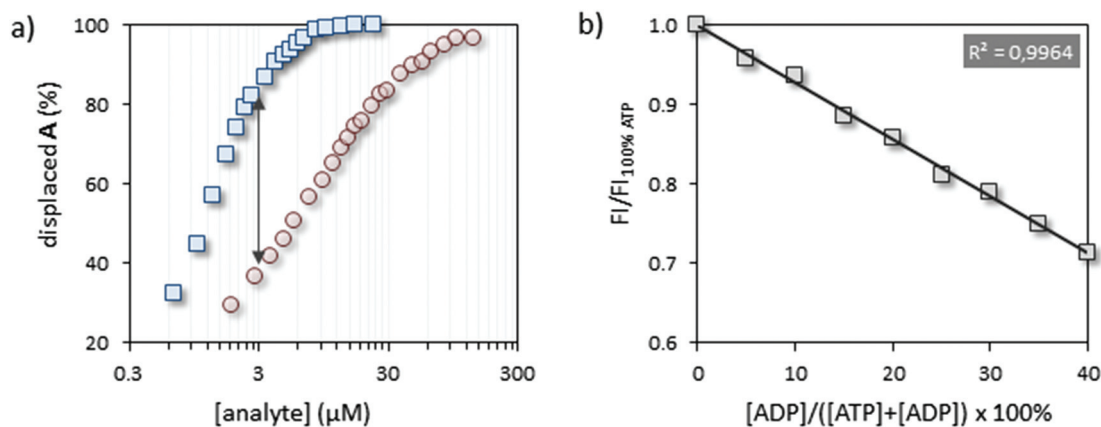 a)
100
80
60
40
20
displaced A (%)
0.3 3 30 300
[analyte] (μM)
b)
R² = 0,9964
1.0
0.9
0.8
0.7
0.6
FI/FI100% ATP
0 10 20 30 40
[ADP]/([ATP]+[ADP]) x 100%